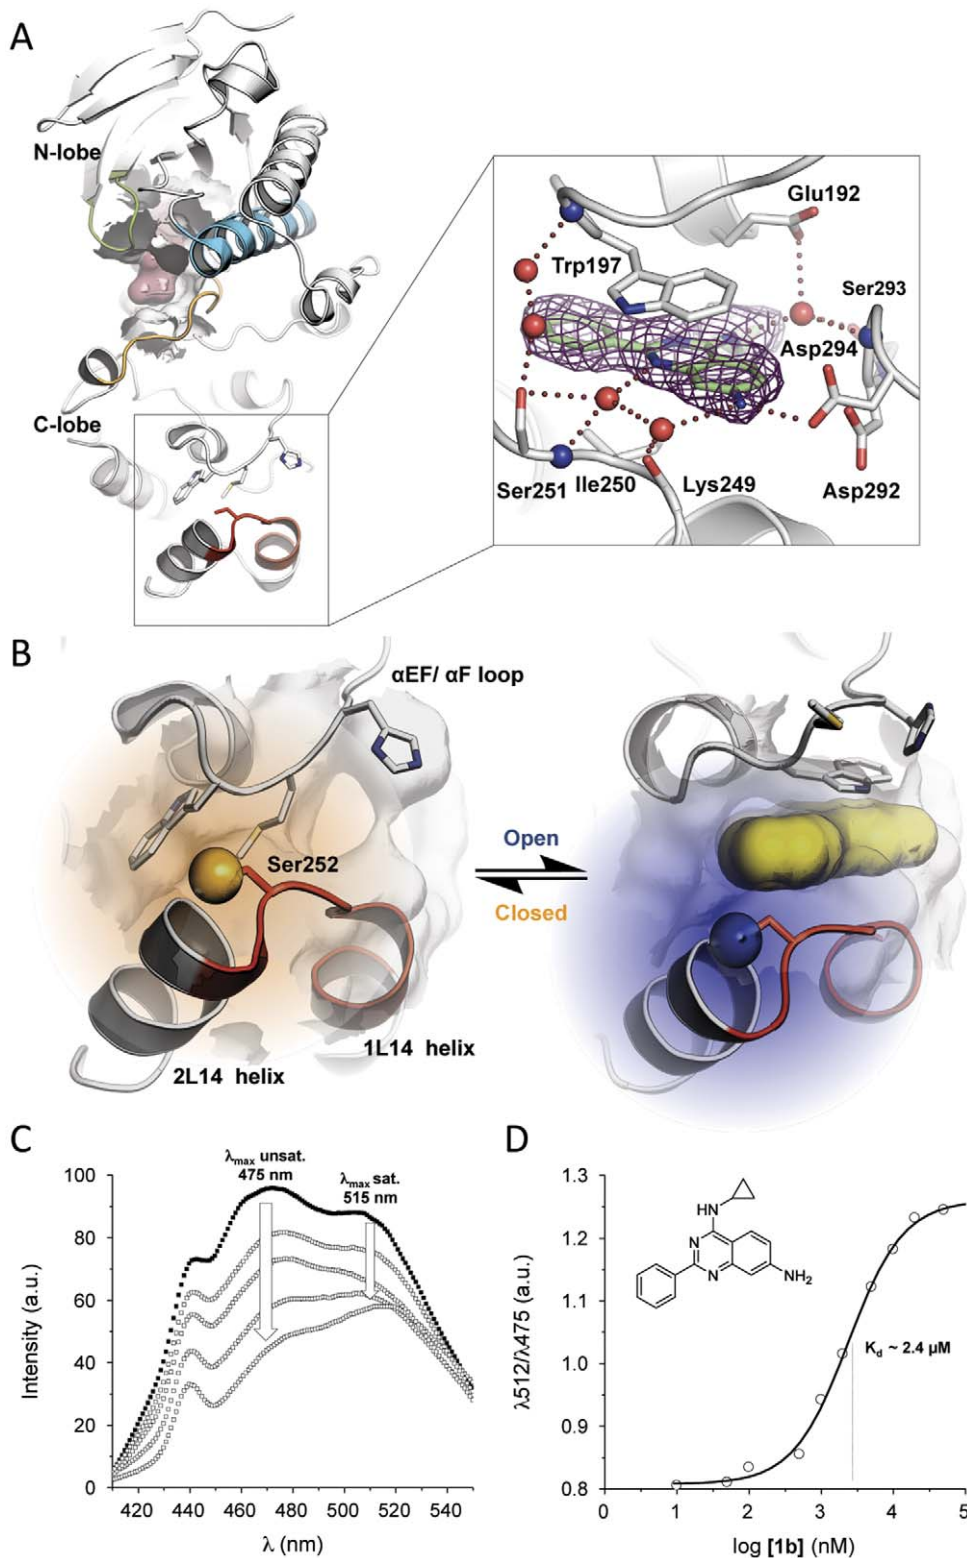 A
N-lobe
C-lobe
Glu192
Trp197
Ser293
Asp294
Ser251
Ile250
Lys249
Asp292
B
αEF/ αF loop
Ser252
Open
Closed
1L14 helix
2L14 helix
C
λmax unsat.
475 nm
λmax sat.
515 nm
100
80
60
40
20
0
Intensity (a.u.)
420 440 460 480 500 520 540
λ (nm)
D
1.3
1.2
1.1
1.0
0.9
0.8
λ512/λ475 (a.u.)
HN
N
N
NH2
Kd ~ 2.4 µM
0 1 2 3 4 5
log [1b] (nM)